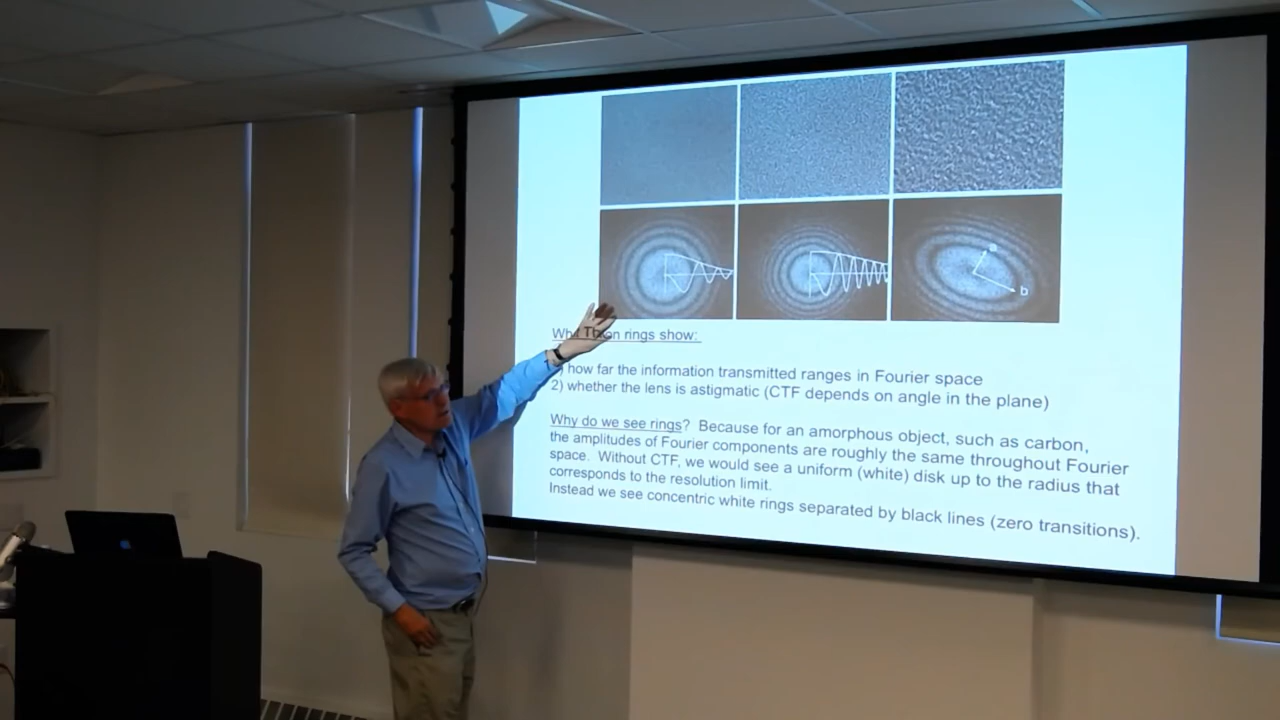 a
b
What Thon rings show:
) how far the information transmitted ranges in Fourier space
2) whether the lens is astigmatic (CTF depends on angle in the plane)
Why do we see rings? Because for an amorphous object, such as carbon,
the amplitudes of Fourier components are roughly the same throughout Fourier
space. Without CTF, we would see a uniform (white) disk up to the radius that
corresponds to the resolution limit.
Instead we see concentric white rings separated by black lines (zero transitions).